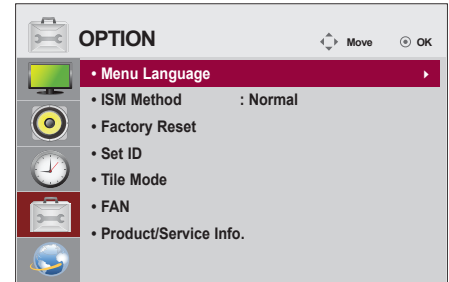 OPTION Move OK
• Menu Language
• ISM Method : Normal
• Factory Reset
• Set ID
• Tile Mode
• FAN
• Product/Service Info.